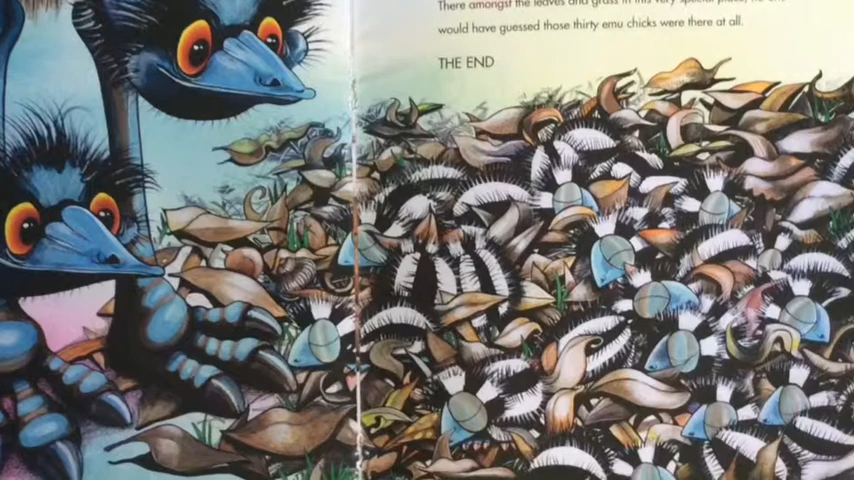 There amongst the leaves and grass in this very special place, no
would have guessed those thirty emu chicks were there at all.
THE END